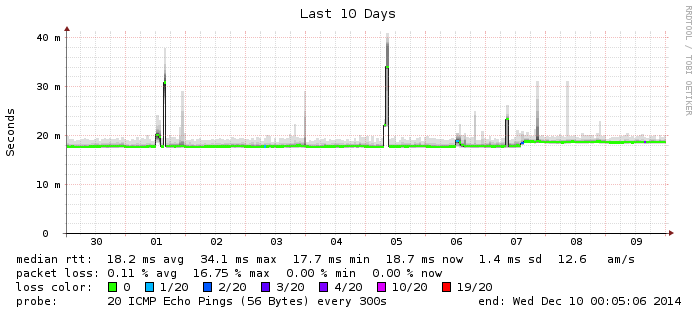 Last 10 Days
RRDTOOL / TOBI OETIKER
Seconds
40 m
30 m
20 m
10 m
0
30 01 02 03 04 05 06 07 08 09
median rtt: 18.2 ms avg 34.1 ms max 17.7 ms min 18.7 ms now 1.4 ms sd 12.6 am/s
packet loss: 0.11 % avg 16.75 % max 0.00 % min 0.00 % now
loss color: 0 1/20 2/20 3/20 4/20 10/20 19/20
probe: 20 ICMP Echo Pings (56 Bytes) every 300s end: Wed Dec 10 00:05:06 2014